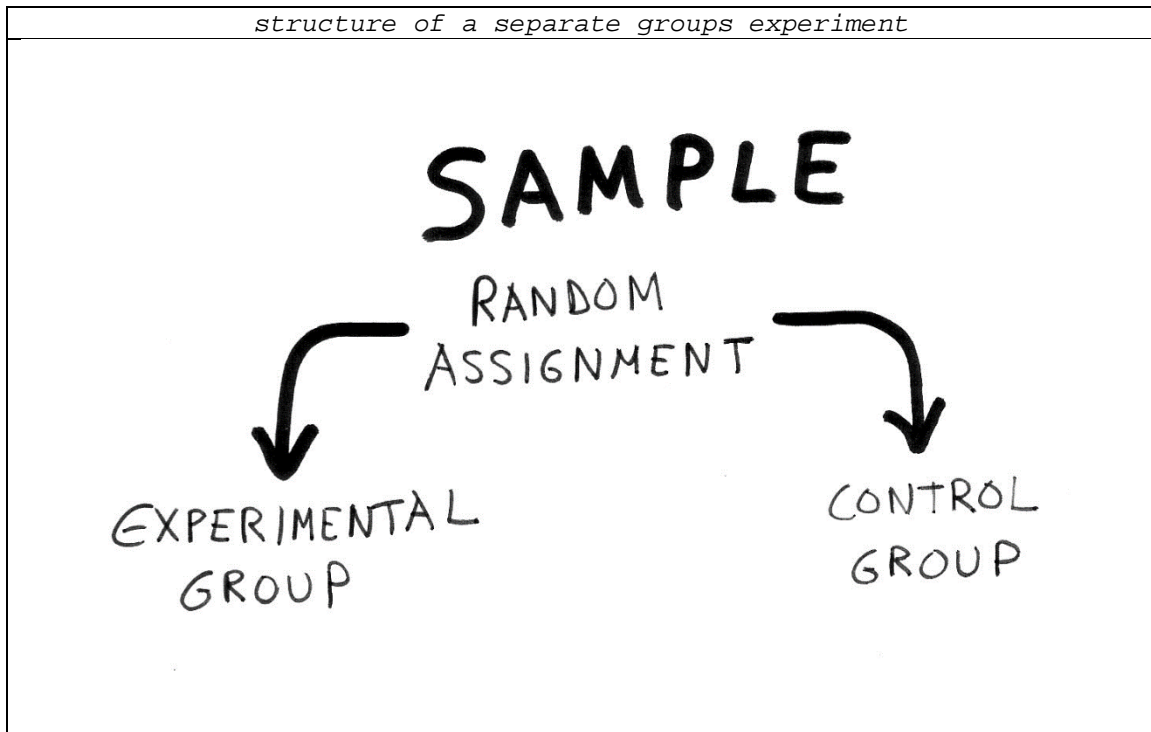 structure of a separate groups experiment
SAMPLE
RANDOM
ASSIGNMENT
EXPERIMENTAL
GROUP
CONTROL
GROUP